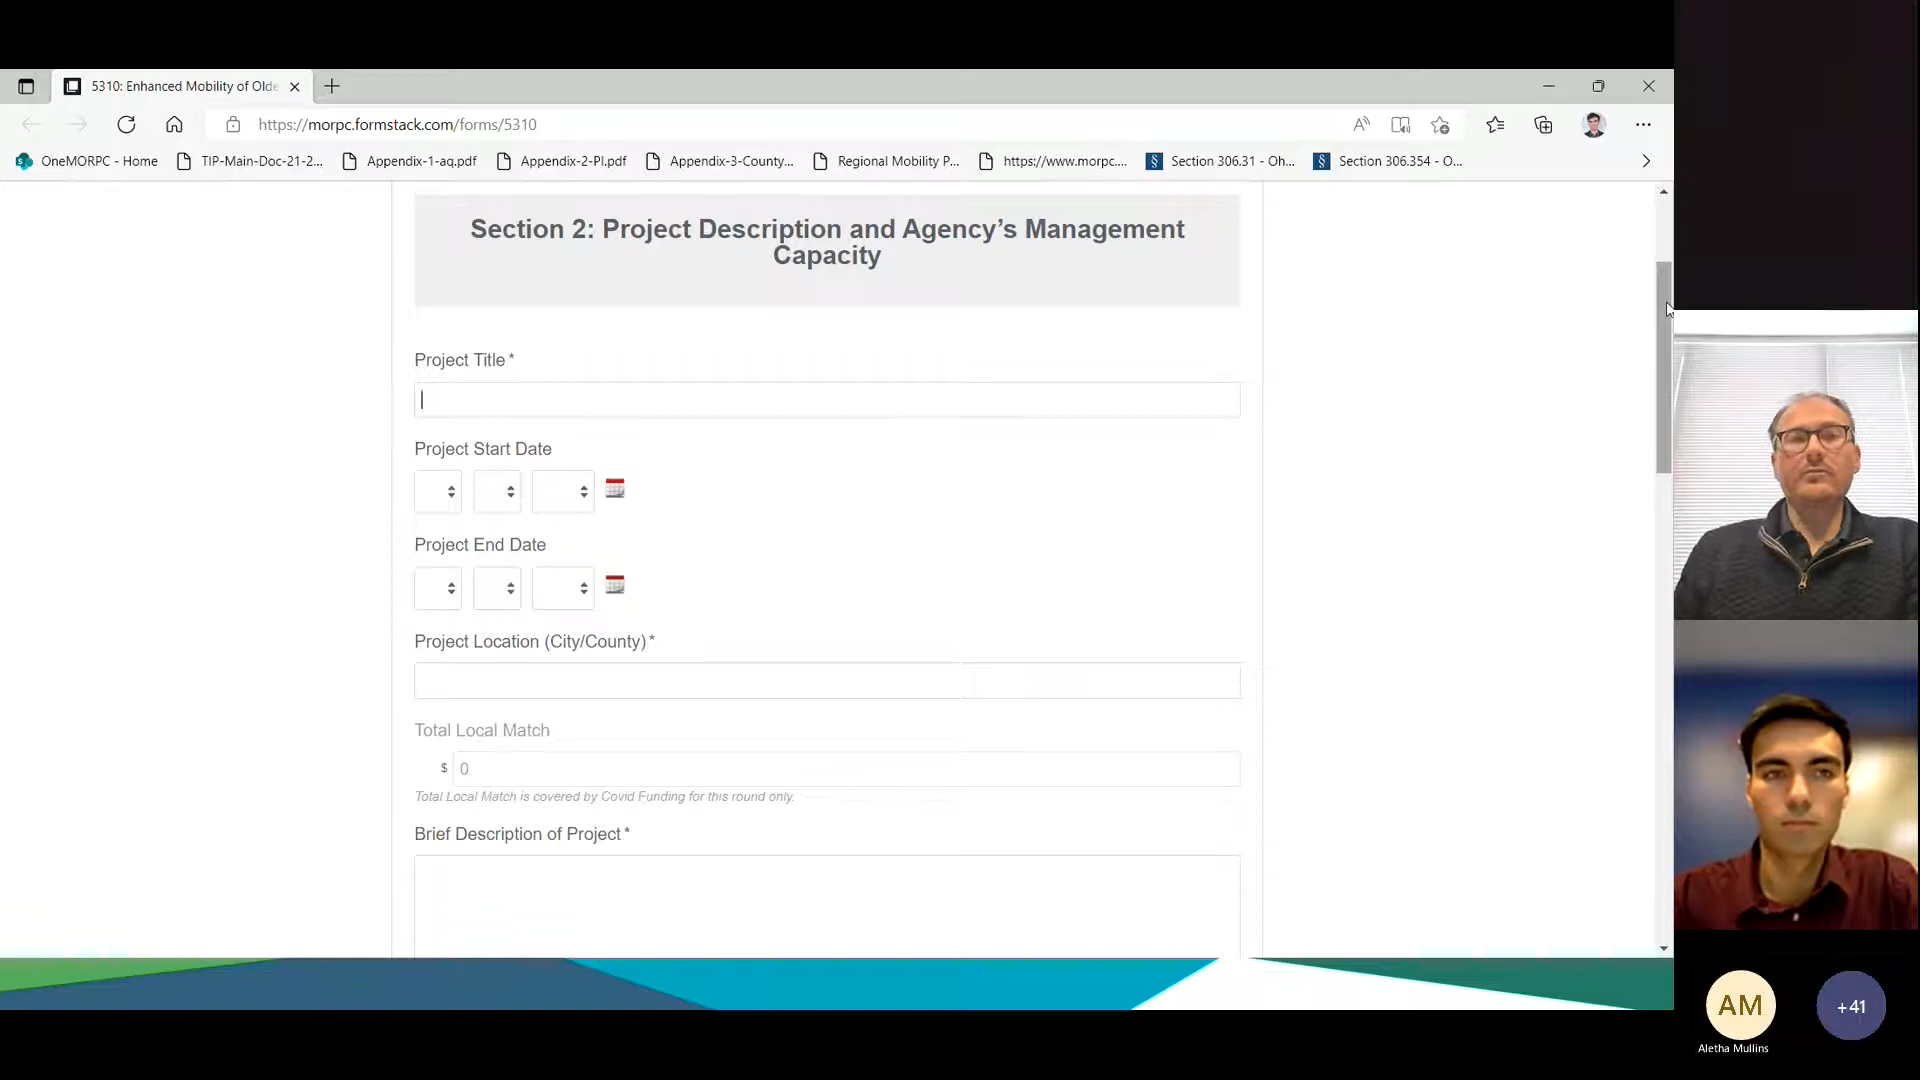 5310: Enhanced Mobility of Olde
https://morpc.formstack.com/forms/5310
OneMORPC - Home
TIP-Main-Doc-21-2...
Appendix-1-aq.pdf
Appendix-2-PI.pdf
Appendix-3-County...
Regional Mobility P...
https://www.morpc....
§ Section 306.31 - Oh...
§ Section 306.354 - O...
Section 2: Project Description and Agency’s Management
Capacity
Project Title*
Project Start Date
Project End Date
Project Location (City/County)*
Total Local Match
$ 0
Total Local Match is covered by Covid Funding for this round only.
Brief Description of Project*
AM
+41
Aletha Mullins